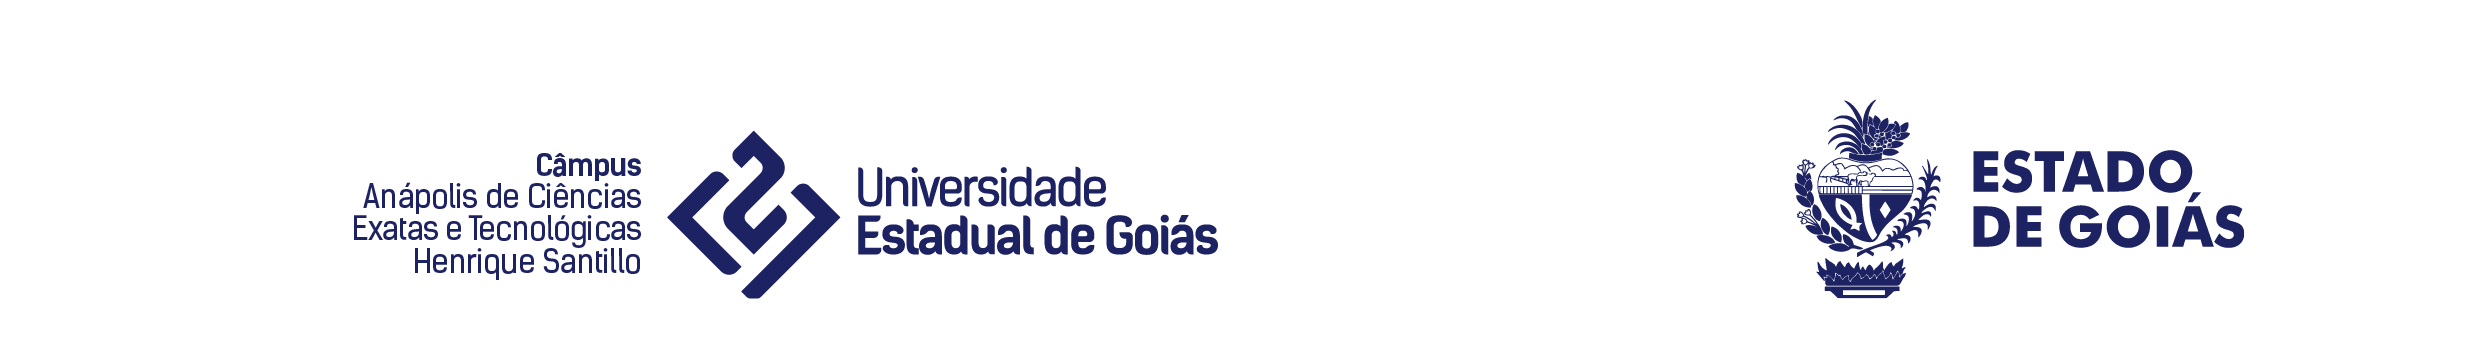 Câmpus
Anápolis de Ciências
Exatas e Tecnológicas
Henrique Santillo
Universidade
Estadual de Goiás
ESTADO
DE GOIÁS